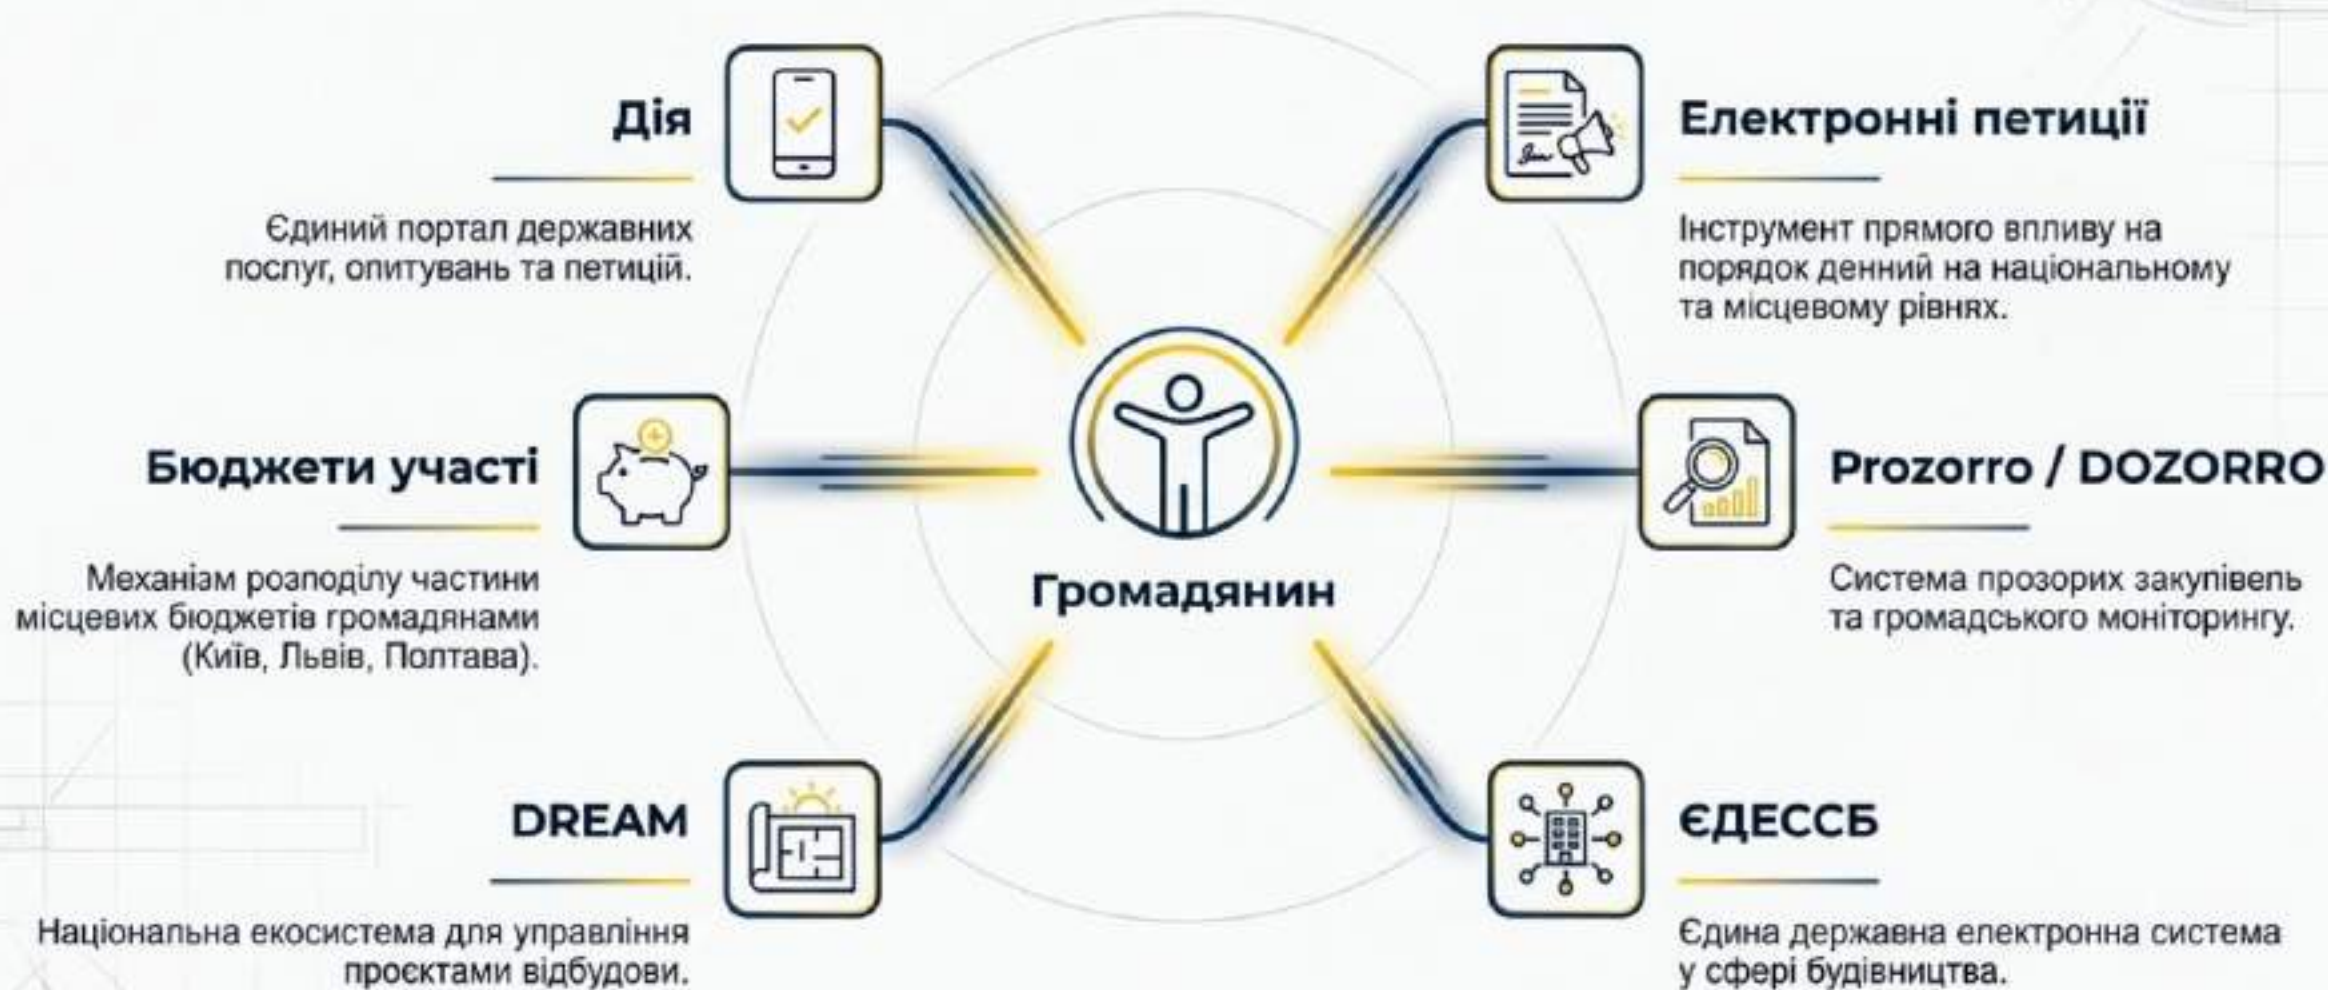 Дія
Єдиний портал державних
послуг, опитувань та петицій.
Електронні петиції
Інструмент прямого впливу на
порядок денний на національному
та місцевому рівнях.
Бюджети участі
Механізм розподілу частини
місцевих бюджетів громадянами
(Київ, Львів, Полтава).
Громадянин
Prozorro / DOZORRO
Система прозорих закупівель
та громадського моніторингу.
DREAM
Національна екосистема для управління
проєктами відбудови.
ЄДЕССБ
Єдина державна електронна система
у сфері будівництва.